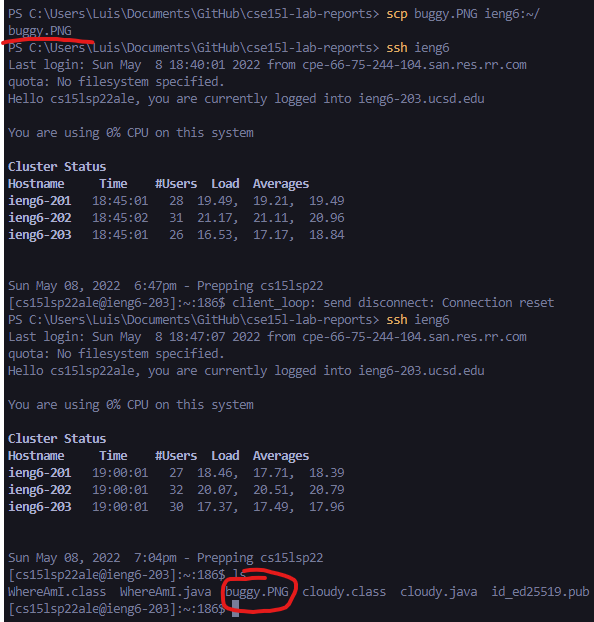 PS C:\Users\Luis\Documents\GitHub\cse15l-lab-reports> scp buggy.PNG ieng6:~/
buggy.PNG
PS C:\Users\Luis\Documents\GitHub\cse15l-lab-reports> ssh ieng6
Last login: Sun May  8 18:40:01 2022 from cpe-66-75-244-104.san.res.rr.com
quota: No filesystem specified.
Hello cs15lsp22ale, you are currently logged into ieng6-203.ucsd.edu
You are using 0% CPU on this system
Cluster Status
Hostname     Time    #Users  Load  Averages
ieng6-201   18:45:01   28  19.49,  19.21,  19.49
ieng6-202   18:45:02   31  21.17,  21.11,  20.96
ieng6-203   18:45:01   26  16.53,  17.17,  18.84
Sun May 08, 2022  6:47pm - Prepping cs15lsp22
[cs15lsp22ale@ieng6-203]:~:186$ client_loop: send disconnect: Connection reset
PS C:\Users\Luis\Documents\GitHub\cse15l-lab-reports> ssh ieng6
Last login: Sun May  8 18:47:07 2022 from cpe-66-75-244-104.san.res.rr.com
quota: No filesystem specified.
Hello cs15lsp22ale, you are currently logged into ieng6-203.ucsd.edu
You are using 0% CPU on this system
Cluster Status
Hostname     Time    #Users  Load  Averages
ieng6-201   19:00:01   27  18.46,  17.71,  18.39
ieng6-202   19:00:01   32  20.07,  20.51,  20.79
ieng6-203   19:00:01   30  17.37,  17.49,  17.96
Sun May 08, 2022  7:04pm - Prepping cs15lsp22
[cs15lsp22ale@ieng6-203]:~:186$ ls
WhereAmI.class  WhereAmI.java  buggy.PNG  cloudy.class  cloudy.java  id_ed25519.pub
[cs15lsp22ale@ieng6-203]:~:186$